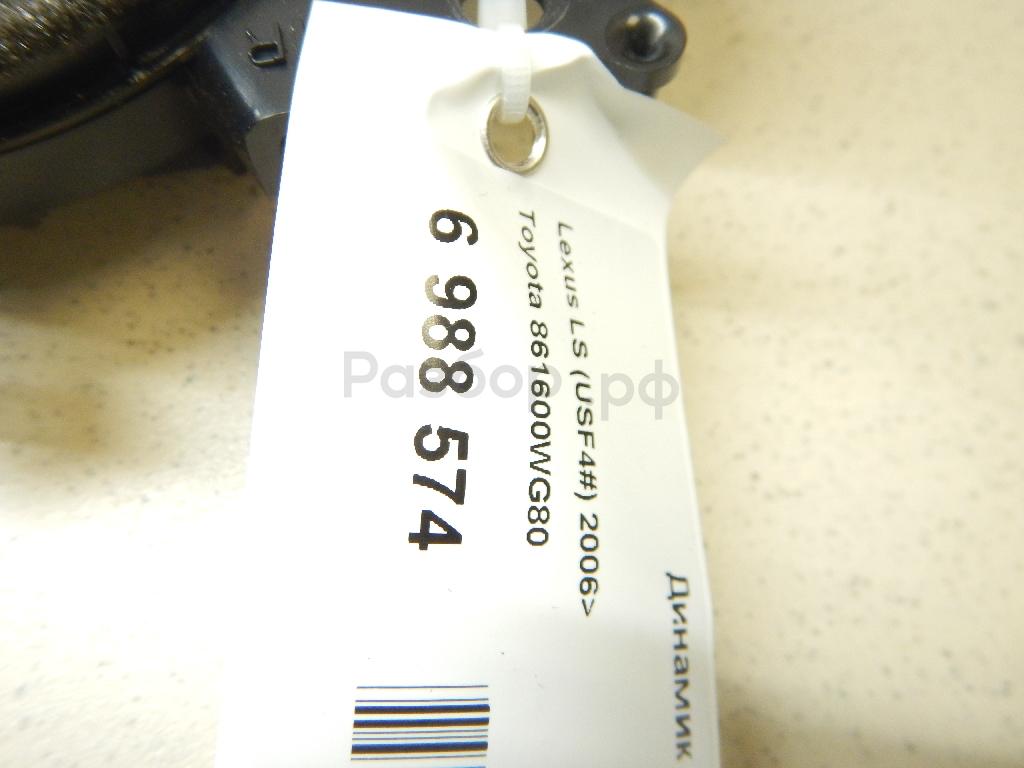 Динамик
Lexus LS (USF4#) 2006>
Toyota 861600WG80
6 988 574
Разбор.рф